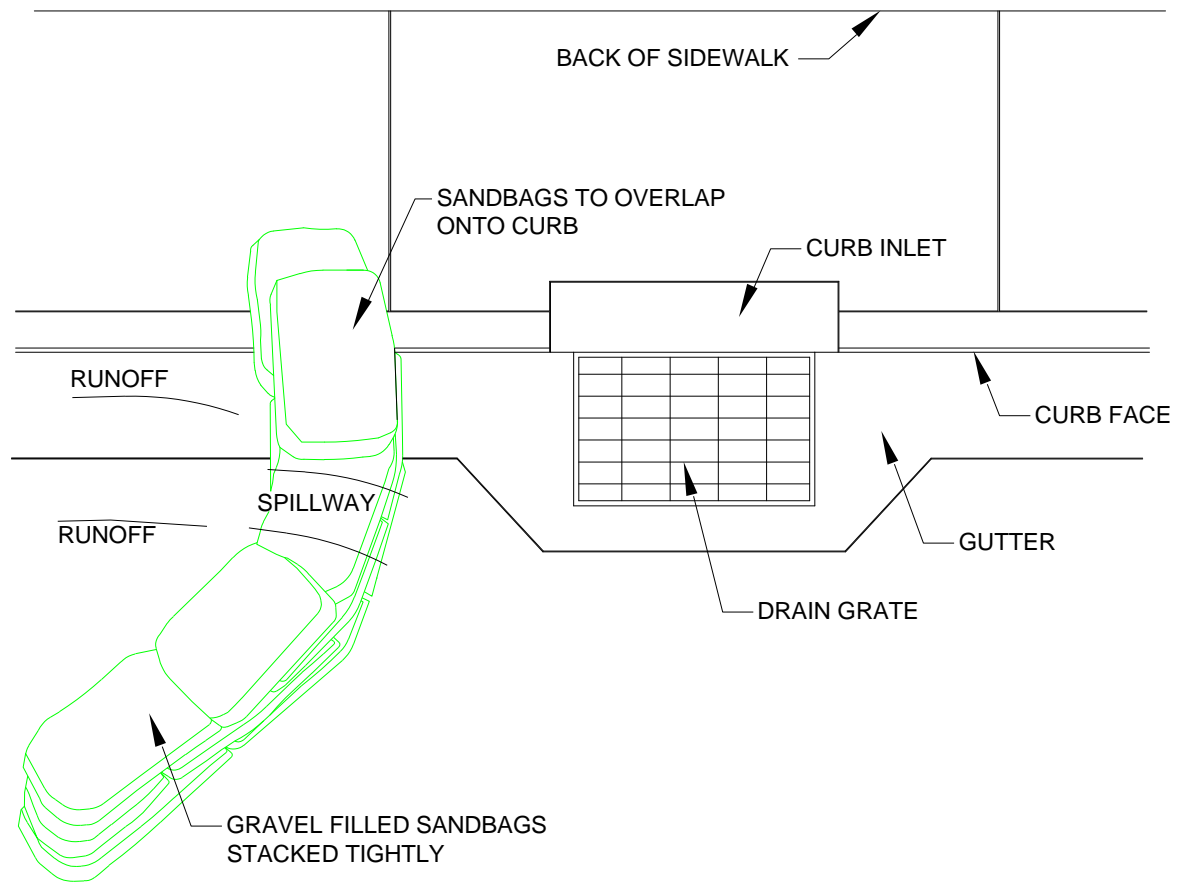 BACK OF SIDEWALK
SANDBAGS TO OVERLAP
ONTO CURB
CURB INLET
RUNOFF
CURB FACE
SPILLWAY
RUNOFF
GUTTER
DRAIN GRATE
GRAVEL FILLED SANDBAGS
STACKED TIGHTLY